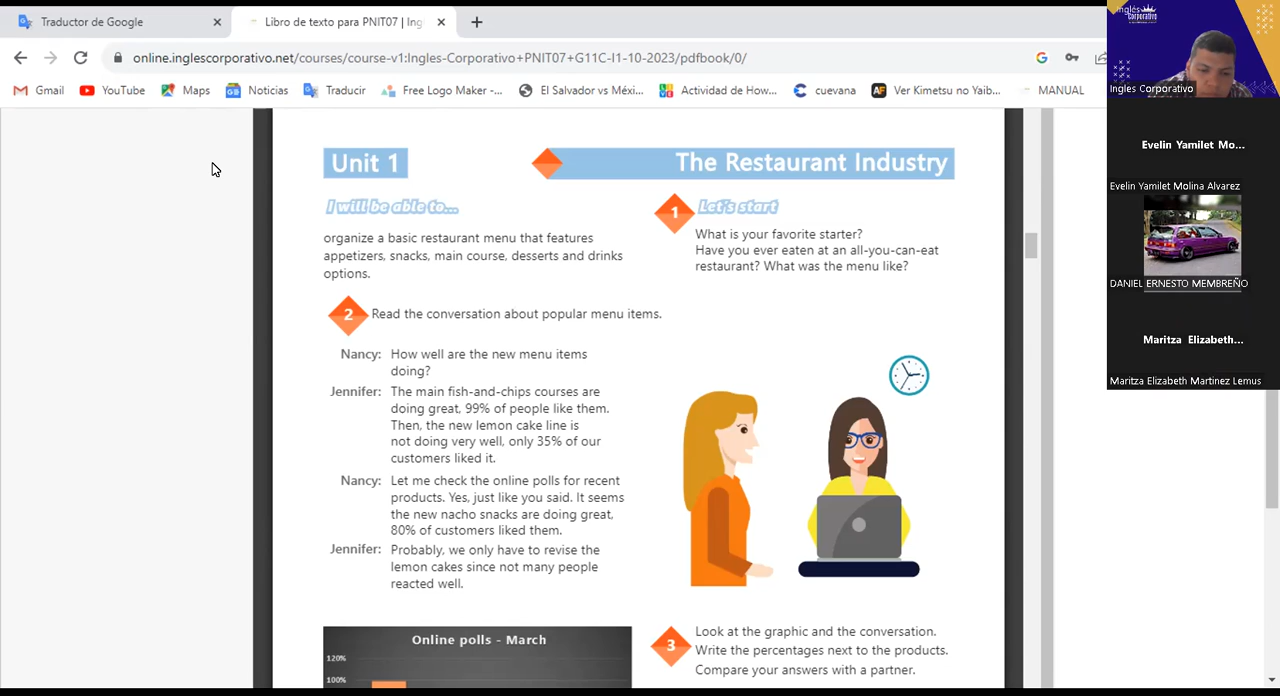 Traductor de Google
Libro de texto para PNIT07 | Ing
online.inglescorporativo.net/courses/course-v1:Ingles-Corporativo+PNIT07+G11C-I1-10-2023/pdfbook/0/
Gmail
YouTube
Maps
Noticias
Traducir
Free Logo Maker -...
El Salvador vs Méxi...
Actividad de How...
cuevana
Ver Kimetsu no Yaib...
MANUAL
Unit 1
The Restaurant Industry
I will be able to...
organize a basic restaurant menu that features
appetizers, snacks, main course, desserts and drinks
options.
1 Let's start
What is your favorite starter?
Have you ever eaten at an all-you-can-eat
restaurant? What was the menu like?
2 Read the conversation about popular menu items.
Nancy: How well are the new menu items
doing?
Jennifer: The main fish-and-chips courses are
doing great, 99% of people like them.
Then, the new lemon cake line is
not doing very well, only 35% of our
customers liked it.
Nancy: Let me check the online polls for recent
products. Yes, just like you said. It seems
the new nacho snacks are doing great,
80% of customers liked them.
Jennifer: Probably, we only have to revise the
lemon cakes since not many people
reacted well.
Online polls - March
120%
100%
3 Look at the graphic and the conversation.
Write the percentages next to the products.
Compare your answers with a partner.
Inglés
Corporativo
Ingles Corporativo
Evelin Yamilet Mo...
Evelin Yamilet Molina Alvarez
DANIEL ERNESTO MEMBREÑO
Maritza Elizabeth...
Maritza Elizabeth Martinez Lemus